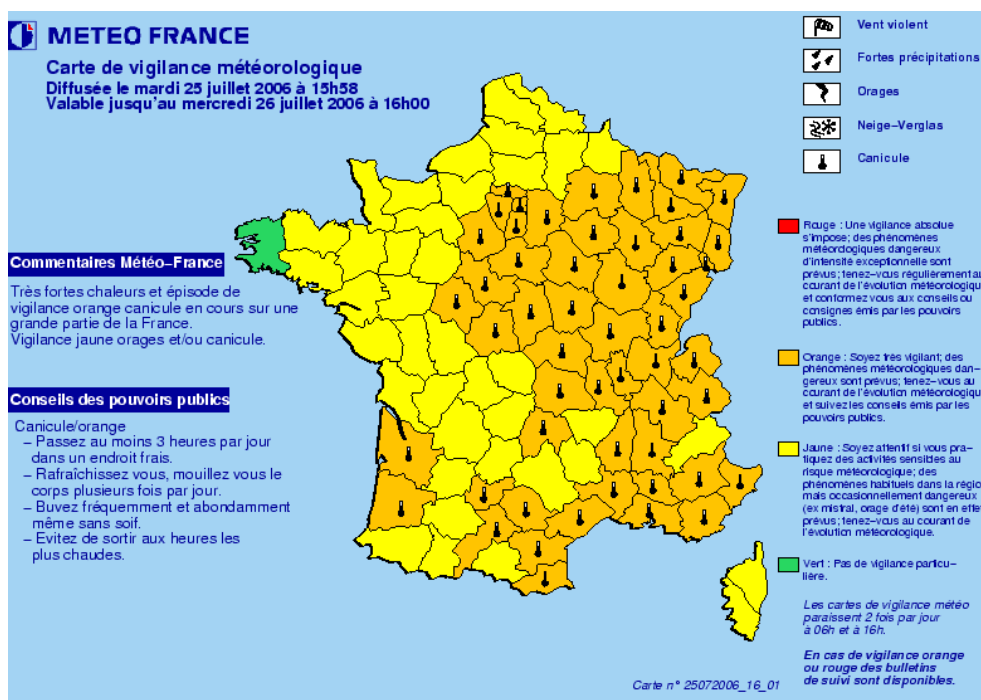 METEO FRANCE
Carte de vigilance météorologique
Diffusée le mardi 25 juillet 2006 à 15h58
Valable jusqu'au mercredi 26 juillet 2006 à 16h00
Commentaires Météo–France
Très fortes chaleurs et épisode de
vigilance orange canicule en cours sur une
grande partie de la France.
Vigilance jaune orages et/ou canicule.
Conseils des pouvoirs publics
Canicule/orange
– Passez au moins 3 heures par jour
dans un endroit frais.
– Rafraîchissez vous, mouillez vous le
corps plusieurs fois par jour.
– Buvez fréquemment et abondamment
même sans soif.
– Evitez de sortir aux heures les
plus chaudes.
Vent violent
Fortes précipitations
Orages
Neige–Verglas
Canicule
Rouge : Une vigilance absolue
s'impose; des phénomènes
météorologiques dangereux
d'intensité exceptionnelle sont
prévus; tenez–vous régulièrement au
courant de l'évolution météorologiqu
et conformez vous aux conseils ou
consignes émis par les pouvoirs
publics.
Orange : Soyez très vigilant; des
phénomènes météorologiques dan–
gereux sont prévus; tenez–vous au
courant de l'évolution météorologiqu
et suivez les conseils émis par les
pouvoirs publics.
Jaune : Soyez attentif si vous pra–
tiquez des activités sensibles au
risque météorologique; des
phénomènes habituels dans la régio
mais occasionnellement dangereux
(ex mistral, orage d'été) sont en effe
prévus; tenez–vous au courant de
l'évolution météorologique.
Vert : Pas de vigilance particu–
lière.
Les cartes de vigilance météo
paraissent 2 fois par jour
à 06h et à 16h.
En cas de vigilance orange
ou rouge des bulletins
de suivi sont disponibles.
Carte n° 25072006_16_01